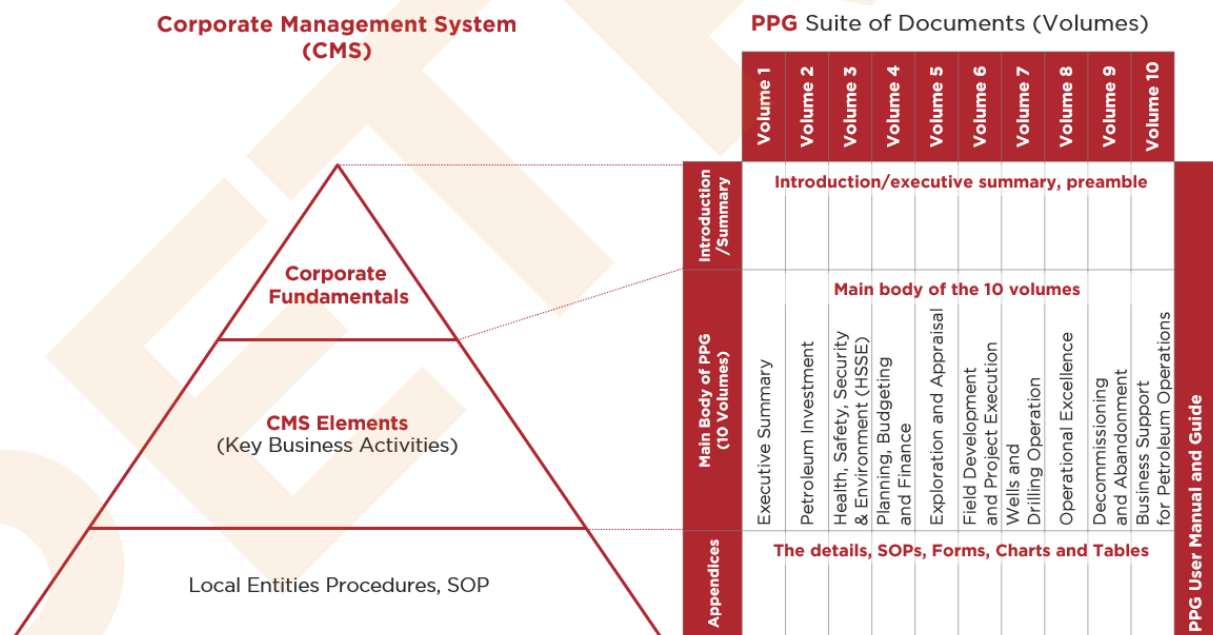 Corporate Management System
(CMS)
Corporate
Fundamentals
CMS Elements
(Key Business Activities)
Local Entities Procedures, SOP
PPG Suite of Documents (Volumes)
Volume 1
Volume 2
Volume 3
Volume 4
Volume 5
Volume 6
Volume 7
Volume 8
Volume 9
Volume 10
Introduction
/Summary
Introduction/executive summary, preamble
Main Body of PPG
(10 Volumes)
Main body of the 10 volumes
Executive Summary
Petroleum Investment
Health, Safety, Security
& Environment (HSSE)
Planning, Budgeting
and Finance
Exploration and Appraisal
Field Development
and Project Execution
Wells and
Drilling Operation
Operational Excellence
Decommissioning
and Abandonment
Business Support
for Petroleum Operations
Appendices
The details, SOPs, Forms, Charts and Tables
PPG User Manual and Guide